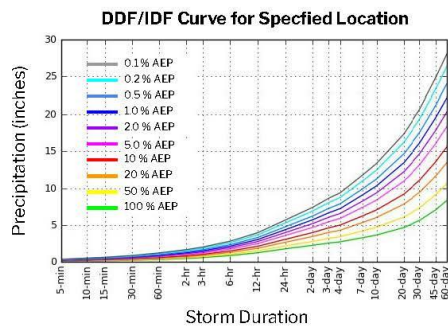 DDF/IDF Curve for Specfied Location
Precipitation (inches)
30
25
20
15
10
5
0
0.1% AEP
0.2% AEP
0.5% AEP
1.0% AEP
2.0% AEP
5.0% AEP
10% AEP
20% AEP
50% AEP
100% AEP
5-min
10-min
15-min
30-min
60-min
2-hr
3-hr
6-hr
12-hr
24-hr
2-day
3-day
4-day
7-day
10-day
20-day
30-day
45-day
60-day
Storm Duration